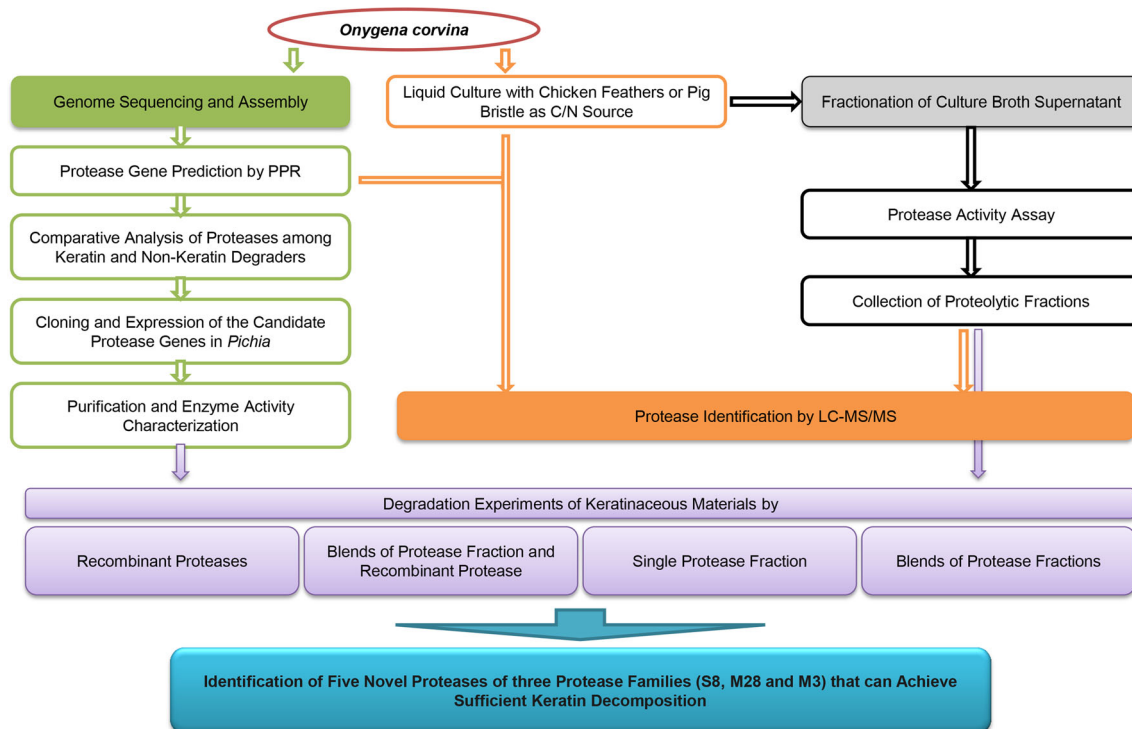 Onygena corvina
Genome Sequencing and Assembly
Liquid Culture with Chicken Feathers or Pig
Bristle as C/N Source
Fractionation of Culture Broth Supernatant
Protease Gene Prediction by PPR
Comparative Analysis of Proteases among
Keratin and Non-Keratin Degraders
Cloning and Expression of the Candidate
Protease Genes in Pichia
Purification and Enzyme Activity
Characterization
Protease Activity Assay
Collection of Proteolytic Fractions
Protease Identification by LC-MS/MS
Degradation Experiments of Keratinaceous Materials by
Recombinant Proteases
Blends of Protease Fraction and
Recombinant Protease
Single Protease Fraction
Blends of Protease Fractions
Identification of Five Novel Proteases of three Protease Families (S8, M28 and M3) that can Achieve
Sufficient Keratin Decomposition